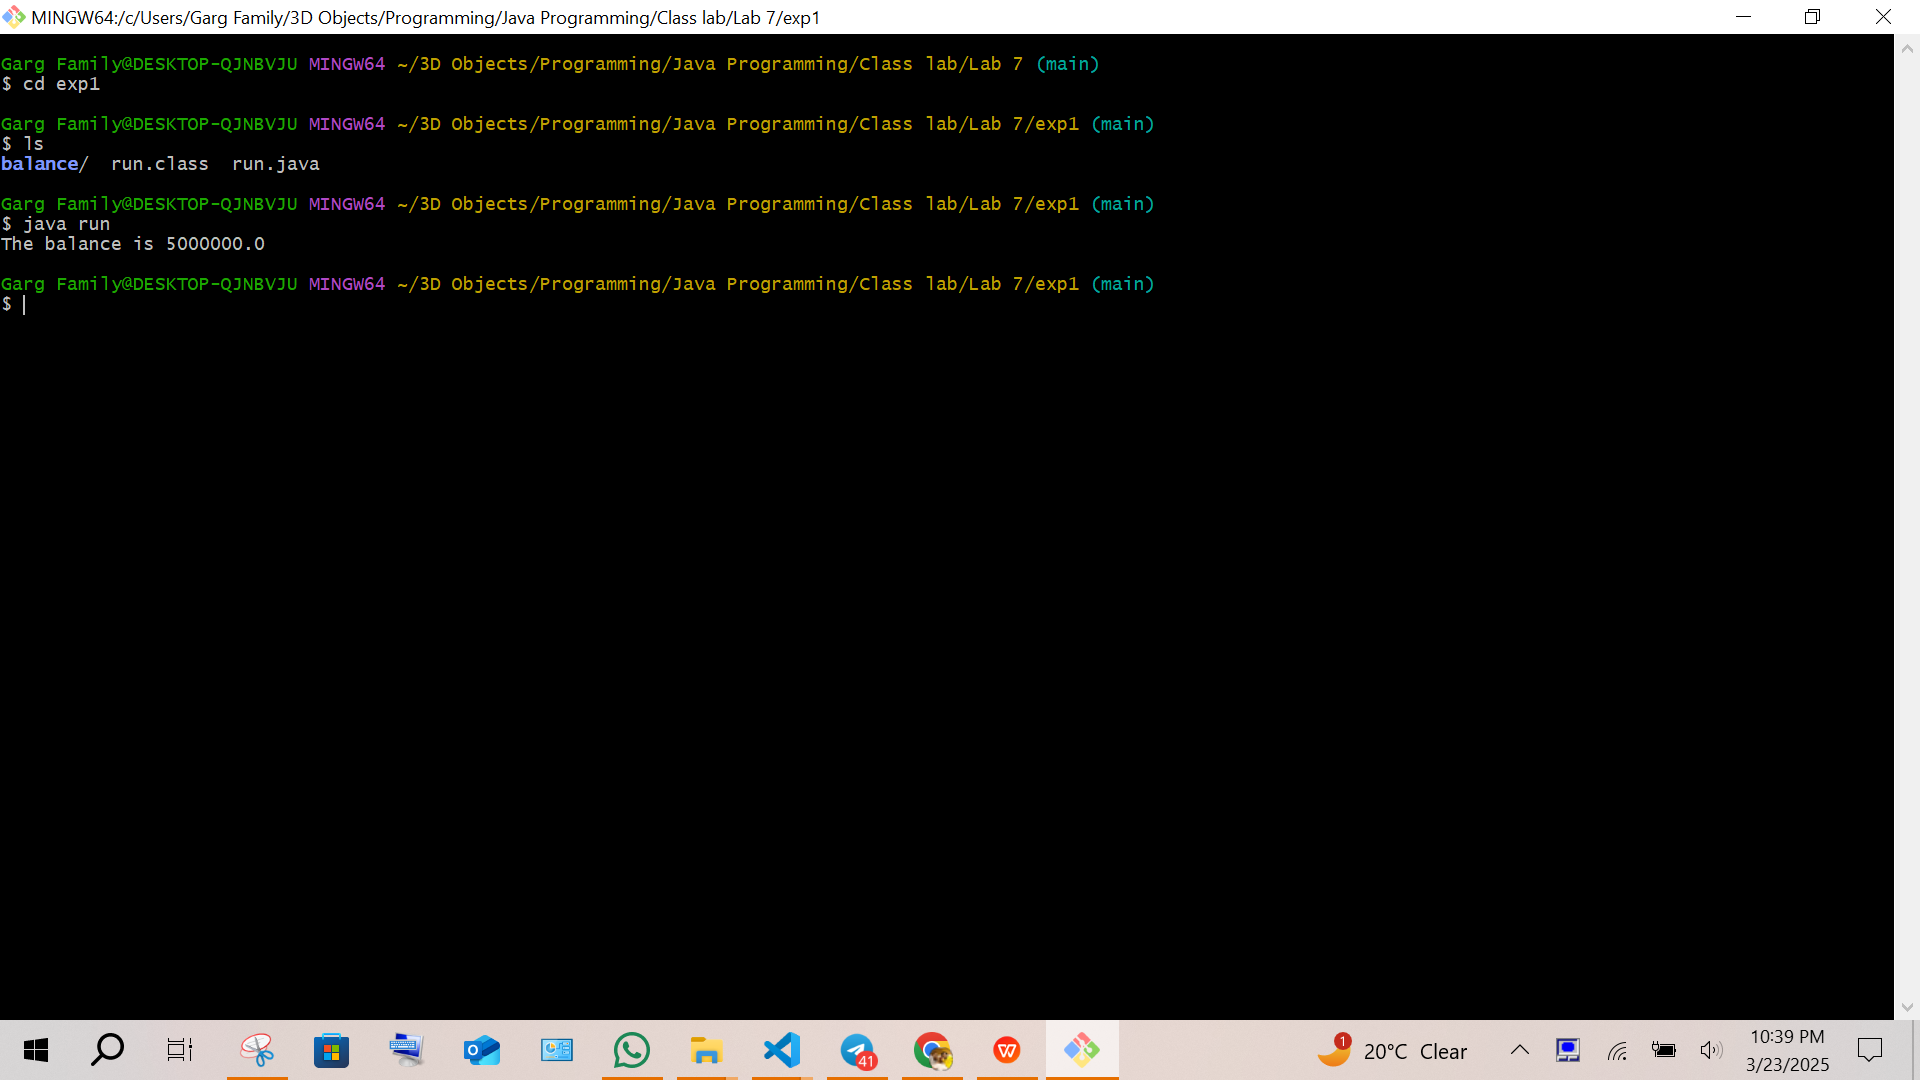 MINGW64:/c/Users/Garg Family/3D Objects/Programming/Java Programming/Class lab/Lab 7/exp1
Garg Family@DESKTOP-QJNBVJU MINGW64 ~/3D Objects/Programming/Java Programming/Class lab/Lab 7 (main)
$ cd exp1
Garg Family@DESKTOP-QJNBVJU MINGW64 ~/3D Objects/Programming/Java Programming/Class lab/Lab 7/exp1 (main)
$ ls
balance/  run.class  run.java
Garg Family@DESKTOP-QJNBVJU MINGW64 ~/3D Objects/Programming/Java Programming/Class lab/Lab 7/exp1 (main)
$ java run
The balance is 5000000.0
Garg Family@DESKTOP-QJNBVJU MINGW64 ~/3D Objects/Programming/Java Programming/Class lab/Lab 7/exp1 (main)
$
41
W
1
20°C Clear
10:39 PM
3/23/2025